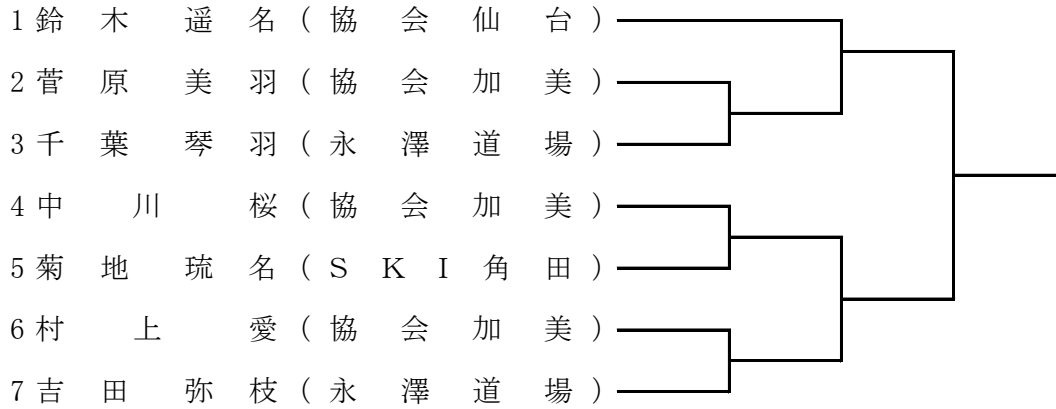 1 鈴木 遥名 (協会仙台)
2 菅原 美羽 (協会加美)
3 千葉 琴羽 (永澤道場)
4 中川 桜 (協会加美)
5 菊地 琉名 (SKI角田)
6 村上 愛 (協会加美)
7 吉田 弥枝 (永澤道場)